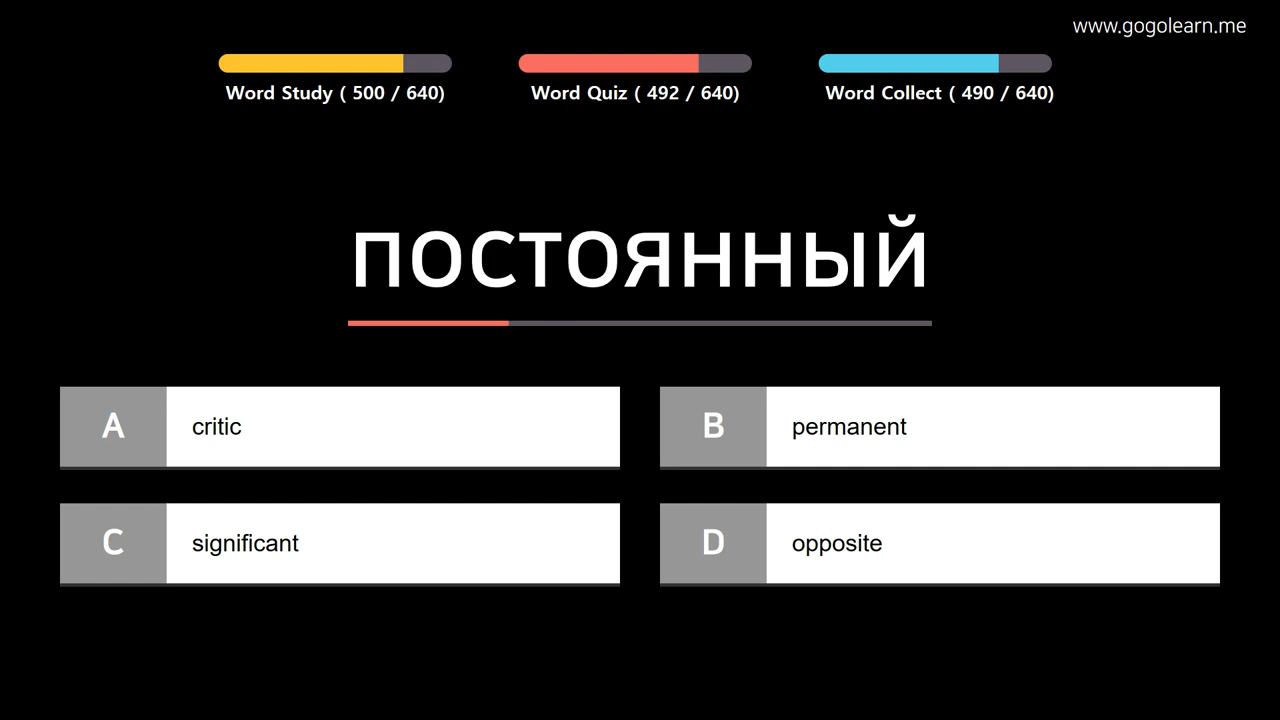 www.gogolearn.me
Word Study ( 500 / 640)
Word Quiz ( 492 / 640)
Word Collect ( 490 / 640)
постоянный
A critic
B permanent
C significant
D opposite